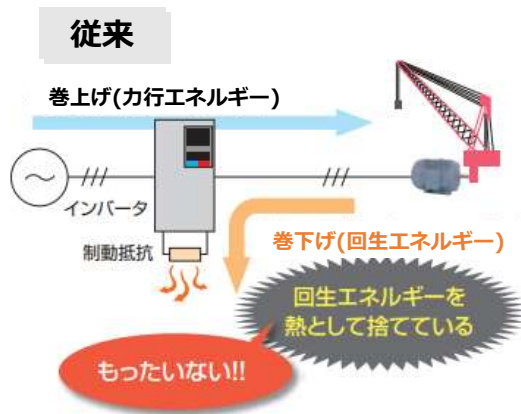 従来
巻上げ(力行エネルギー)
インバータ
制動抵抗
巻下げ(回生エネルギー)
回生エネルギーを
熱として捨てている
もったいない!!